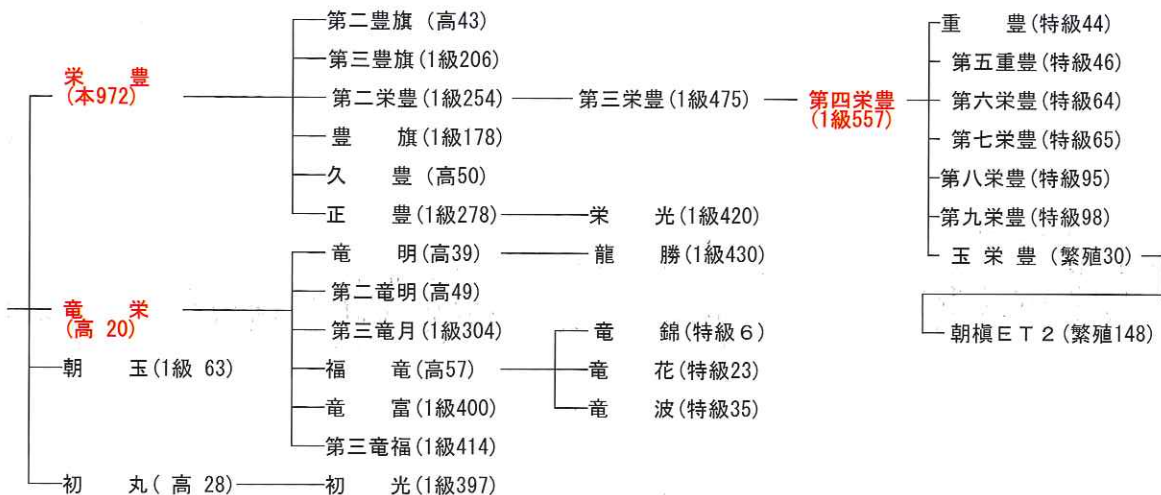 第二豊旗 (高43)
重 豊 (特級44)
第三豊旗 (1級206)
第五重豊 (特級46)
栄 豊
(本972)
第二栄豊 (1級254)
第三栄豊 (1級475)
第四栄豊
(1級557)
第六栄豊 (特級64)
豊 旗 (1級178)
第七栄豊 (特級65)
久 豊 (高50)
第八栄豊 (特級95)
正 豊 (1級278)
栄 光 (1級420)
第九栄豊 (特級98)
竜 明 (高39)
龍 勝 (1級430)
玉 栄 豊 (繁殖30)
第二竜明 (高49)
竜 栄
(高 20)
第三竜月 (1級304)
竜 錦 (特級6)
朝槇ET2 (繁殖148)
朝 玉 (1級 63)
福 竜 (高57)
竜 花 (特級23)
竜 富 (1級400)
竜 波 (特級35)
第三竜福 (1級414)
初 丸 ( 高 28)
初 光 (1級397)